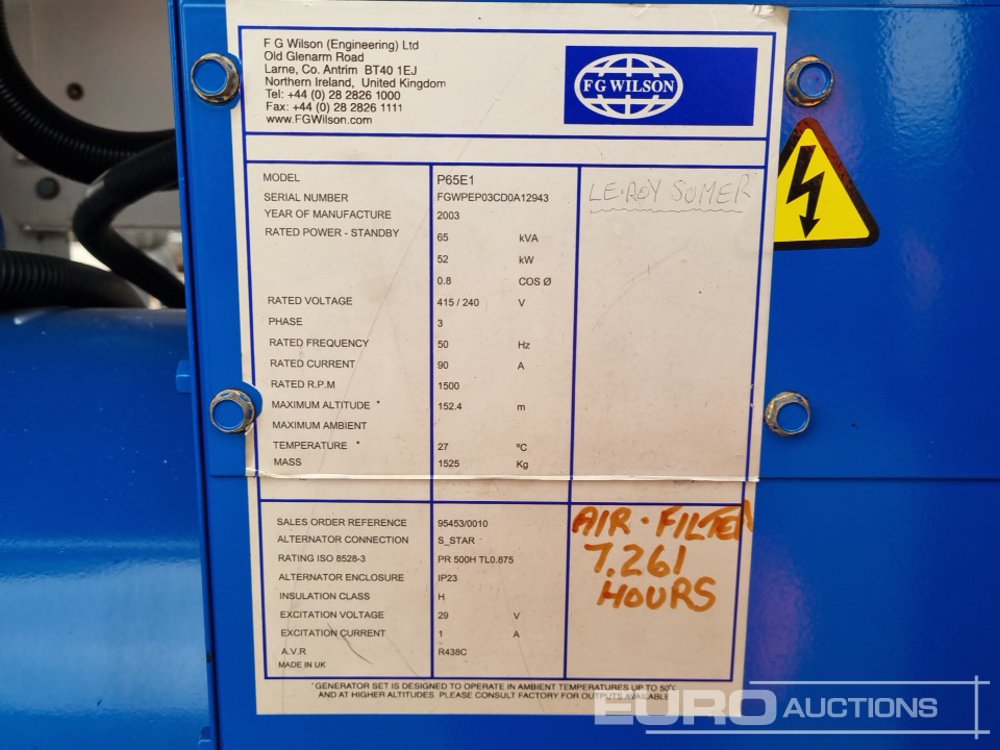 F G Wilson (Engineering) Ltd
Old Glenarm Road
Larne, Co. Antrim BT40 1EJ
Northern Ireland, United Kingdom
Tel: +44 (0) 28 2826 1000
Fax: +44 (0) 28 2826 1111
www.FGWilson.com
FG WILSON
MODEL P65E1
SERIAL NUMBER FGWPEP03CD0A12943
YEAR OF MANUFACTURE 2003
RATED POWER - STANDBY 65 kVA
52 kW
0.8 COS Ø
RATED VOLTAGE 415 / 240 V
PHASE 3
RATED FREQUENCY 50 Hz
RATED CURRENT 90 A
RATED R.P.M 1500
MAXIMUM ALTITUDE * 152.4 m
MAXIMUM AMBIENT
TEMPERATURE * 27 ºC
MASS 1525 Kg
LE-ROY SOMER
SALES ORDER REFERENCE 95453/0010
ALTERNATOR CONNECTION S_STAR
RATING ISO 8528-3 PR 500H TL0.875
ALTERNATOR ENCLOSURE IP23
INSULATION CLASS H
EXCITATION VOLTAGE 29 V
EXCITATION CURRENT 1 A
A.V.R R438C
MADE IN UK
AIR-FILTER
7.261
HOURS
*GENERATOR SET IS DESIGNED TO OPERATE IN AMBIENT TEMPERATURES UP TO 50°C
AND AT HIGHER ALTITUDES. PLEASE CONSULT FACTORY FOR OUTPUTS AVAILABLE
EURO AUCTIONS